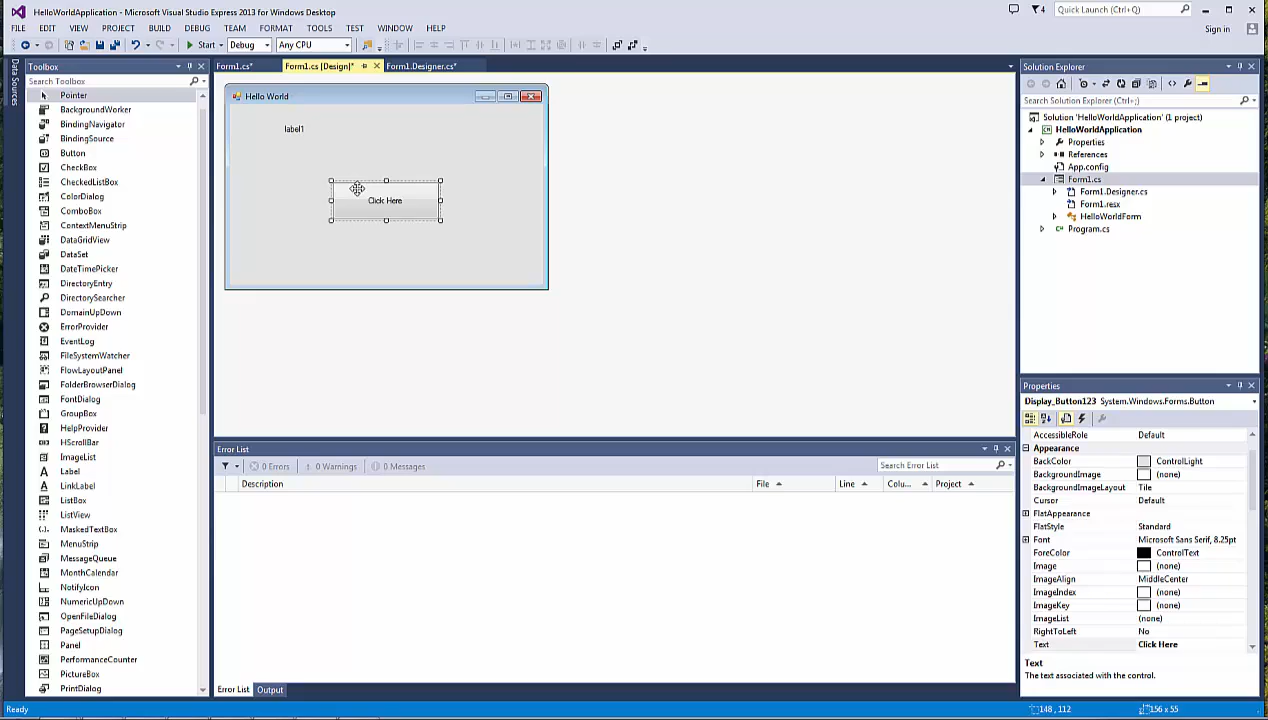 HelloWorldApplication - Microsoft Visual Studio Express 2013 for Windows Desktop
4
Quick Launch (Ctrl+Q)
FILE EDIT VIEW PROJECT BUILD DEBUG TEAM FORMAT TOOLS TEST WINDOW HELP
Sign in
Start Debug Any CPU
Data Sources
Toolbox
Search Toolbox
Pointer
BackgroundWorker
BindingNavigator
BindingSource
Button
CheckBox
CheckedListBox
ColorDialog
ComboBox
ContextMenuStrip
DataGridView
DataSet
DateTimePicker
DirectoryEntry
DirectorySearcher
DomainUpDown
ErrorProvider
EventLog
FileSystemWatcher
FlowLayoutPanel
FolderBrowserDialog
FontDialog
GroupBox
HelpProvider
HScrollBar
ImageList
Label
LinkLabel
ListBox
ListView
MaskedTextBox
MenuStrip
MessageQueue
MonthCalendar
NotifyIcon
NumericUpDown
OpenFileDialog
PageSetupDialog
Panel
PerformanceCounter
PictureBox
PrintDialog
Form1.cs* Form1.cs [Design]* Form1.Designer.cs*
Hello World
label1
Click Here
Error List
0 Errors 0 Warnings 0 Messages
Search Error List
Description File Line Colu... Project
Error List Output
Solution Explorer
Search Solution Explorer (Ctrl+;)
Solution 'HelloWorldApplication' (1 project)
HelloWorldApplication
Properties
References
App.config
Form1.cs
Form1.Designer.cs
Form1.resx
HelloWorldForm
Program.cs
Properties
Display_Button123 System.Windows.Forms.Button
AccessibleRole Default
Appearance
BackColor ControlLight
BackgroundImage (none)
BackgroundImageLayout Tile
Cursor Default
FlatAppearance
FlatStyle Standard
Font Microsoft Sans Serif, 8.25pt
ForeColor ControlText
Image (none)
ImageAlign MiddleCenter
ImageIndex (none)
ImageKey (none)
ImageList (none)
RightToLeft No
Text Click Here
Text
The text associated with the control.
Ready
148 , 112
156 x 55